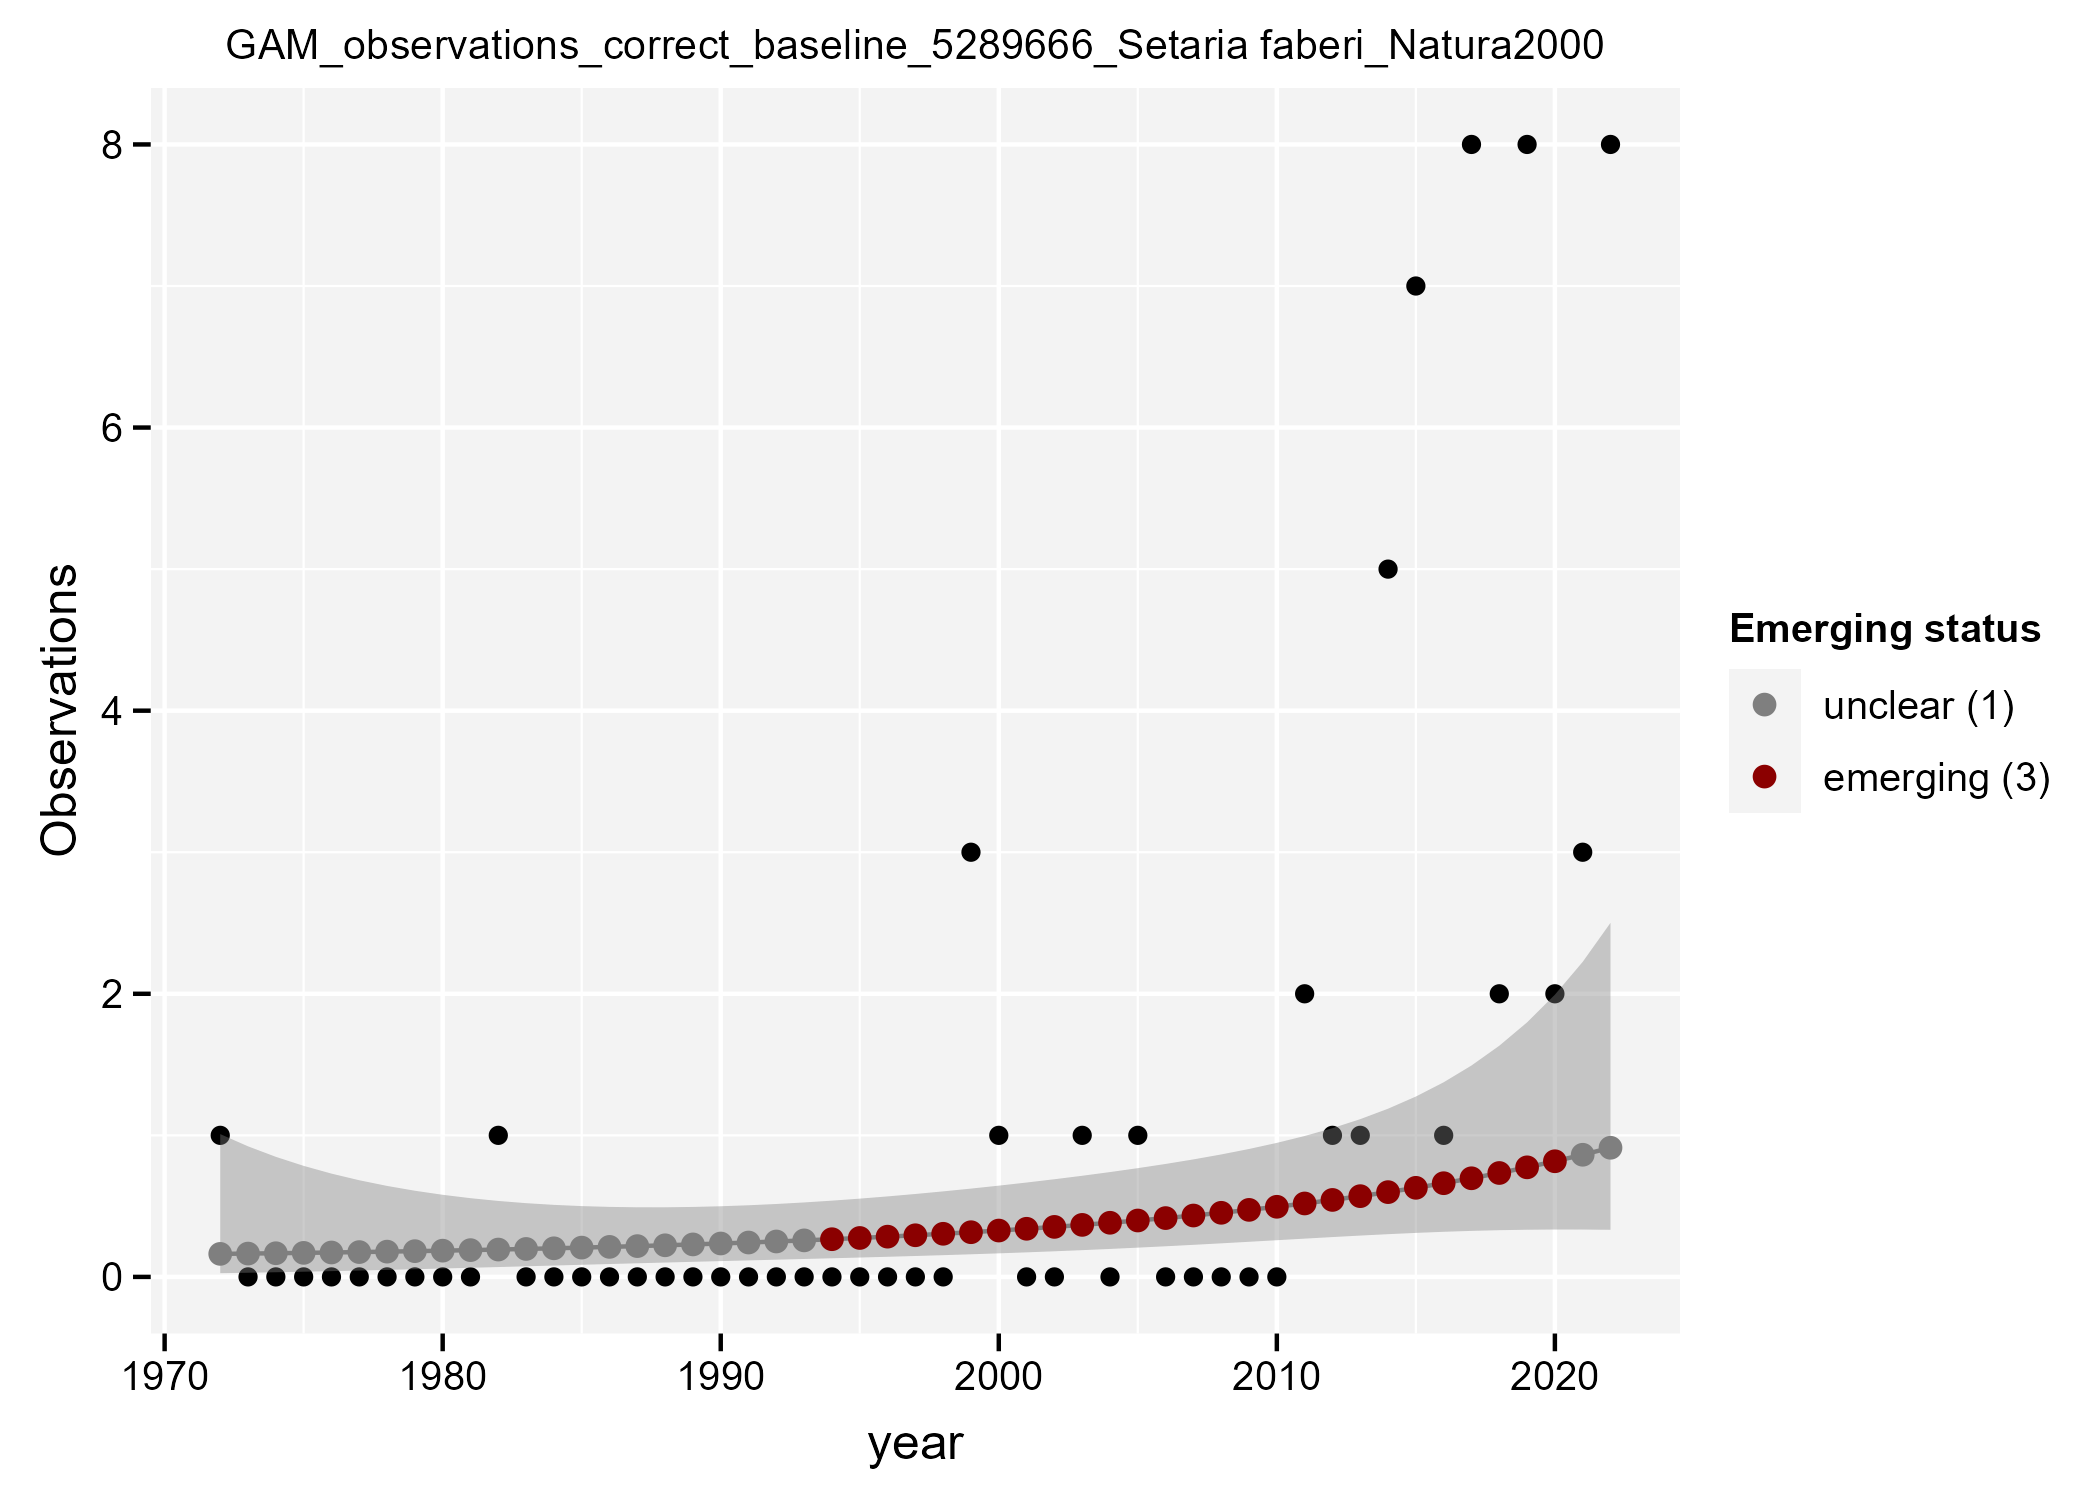 GAM_observations_correct_baseline_5289666_Setaria faberi_Natura2000
8
6
4
2
0
Observations
1970 1980 1990 2000 2010 2020
year
Emerging status
unclear (1)
emerging (3)